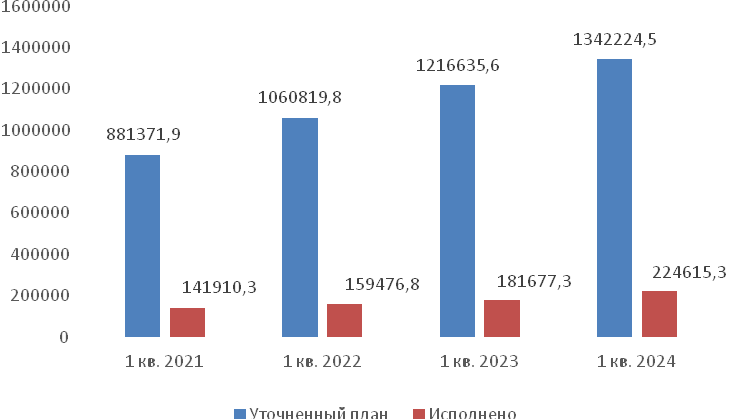 1600000
1400000
1200000
1000000
800000
600000
400000
200000
0
881371,9
1060819,8
1216635,6
1342224,5
141910,3
159476,8
181677,3
224615,3
1 кв. 2021
1 кв. 2022
1 кв. 2023
1 кв. 2024
Уточненный план
Исполнено